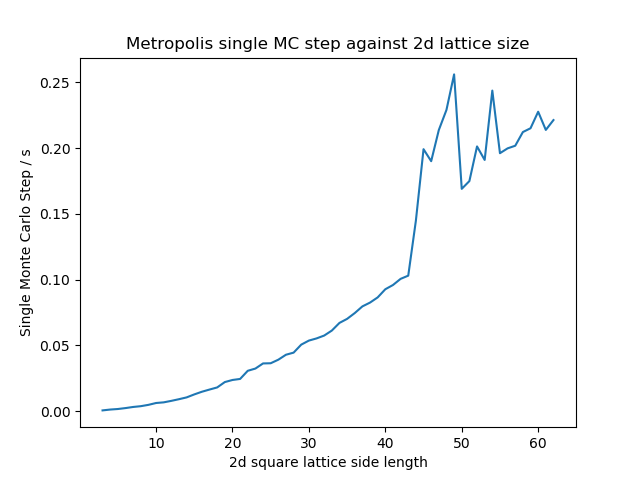 Metropolis single MC step against 2d lattice size
Single Monte Carlo Step / s
0.25
0.20
0.15
0.10
0.05
0.00
10 20 30 40 50 60
2d square lattice side length